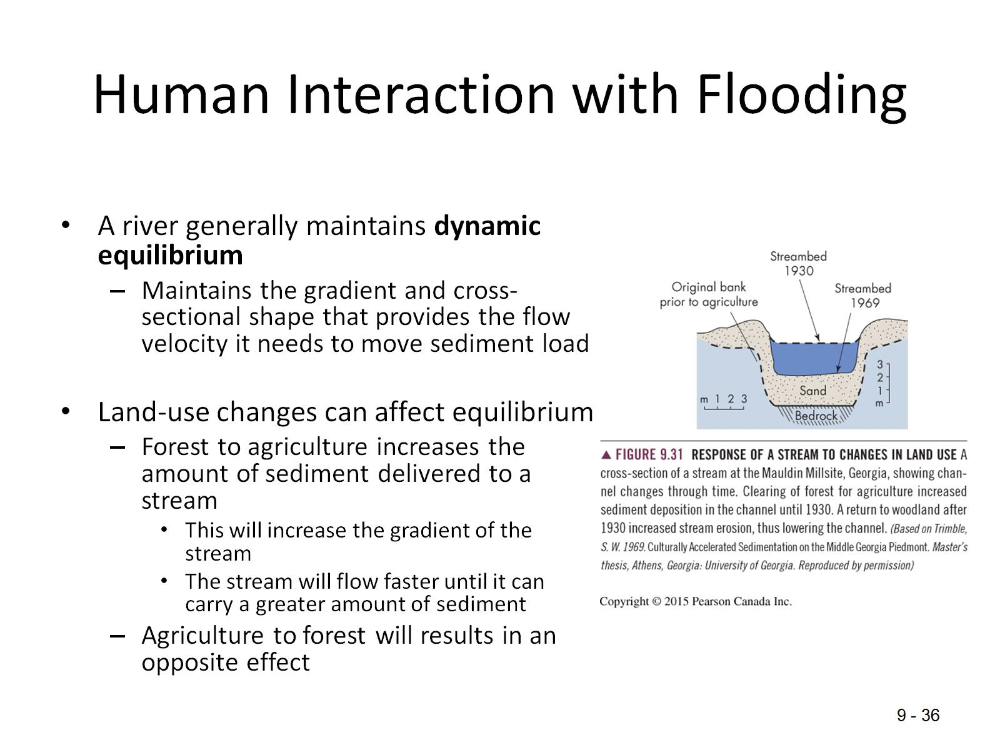 Human Interaction with Flooding
• A river generally maintains dynamic
equilibrium
– Maintains the gradient and cross-
sectional shape that provides the flow
velocity it needs to move sediment load
• Land-use changes can affect equilibrium
– Forest to agriculture increases the
amount of sediment delivered to a
stream
• This will increase the gradient of the
stream
• The stream will flow faster until it can
carry a greater amount of sediment
– Agriculture to forest will results in an
opposite effect
Streambed
1930
Original bank
prior to agriculture
Streambed
1969
3
2
1
m
m 1 2 3
Sand
Bedrock
▲ FIGURE 9.31 RESPONSE OF A STREAM TO CHANGES IN LAND USE A
cross-section of a stream at the Mauldin Millsite, Georgia, showing chan-
nel changes through time. Clearing of forest for agriculture increased
sediment deposition in the channel until 1930. A return to woodland after
1930 increased stream erosion, thus lowering the channel. (Based on Trimble,
S. W. 1969. Culturally Accelerated Sedimentation on the Middle Georgia Piedmont. Master's
thesis, Athens, Georgia: University of Georgia. Reproduced by permission)
Copyright © 2015 Pearson Canada Inc.
9 - 36